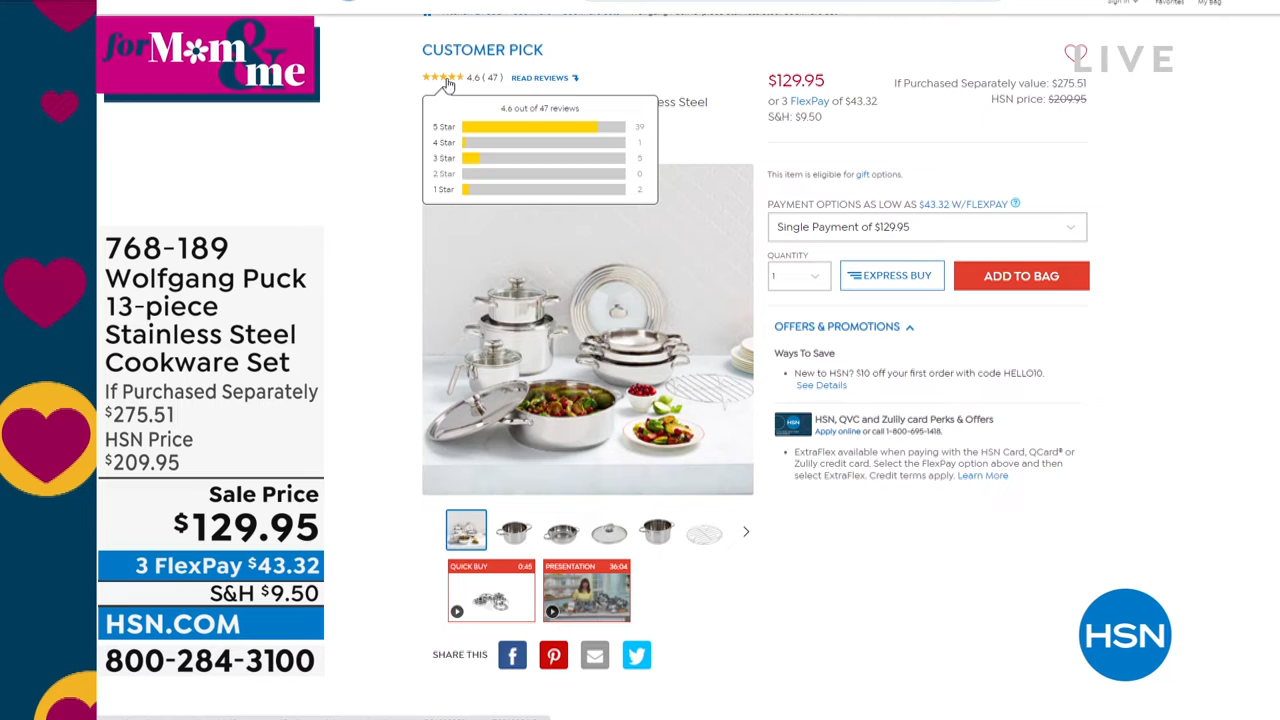 for Mom
& me
768-189
Wolfgang Puck
13-piece
Stainless Steel
Cookware Set
If Purchased Separately
$275.51
HSN Price
$209.95
Sale Price
$129.95
3 FlexPay $43.32
S&H $9.50
HSN.COM
800-284-3100
Sign In
Favorites
My Bag
CUSTOMER PICK
4.6 ( 47 ) READ REVIEWS
4.6 out of 47 reviews
5 Star 39
4 Star 1
3 Star 5
2 Star 0
1 Star 2
Steel
QUICK BUY 0:45
PRESENTATION 36:04
SHARE THIS
LIVE
$129.95
or 3 FlexPay of $43.32
S&H: $9.50
If Purchased Separately value: $275.51
HSN price: $209.95
This item is eligible for gift options.
PAYMENT OPTIONS AS LOW AS $43.32 W/FLEXPAY
Single Payment of $129.95
QUANTITY
1
EXPRESS BUY
ADD TO BAG
OFFERS & PROMOTIONS
Ways To Save
New to HSN? $10 off your first order with code HELLO10.
See Details
HSN
HSN, QVC and Zulily card Perks & Offers
Apply online or call 1-800-695-1418.
ExtraFlex available when paying with the HSN Card, QCard® or
Zulily credit card. Select the FlexPay option above and then
select ExtraFlex. Credit terms apply. Learn More
HSN